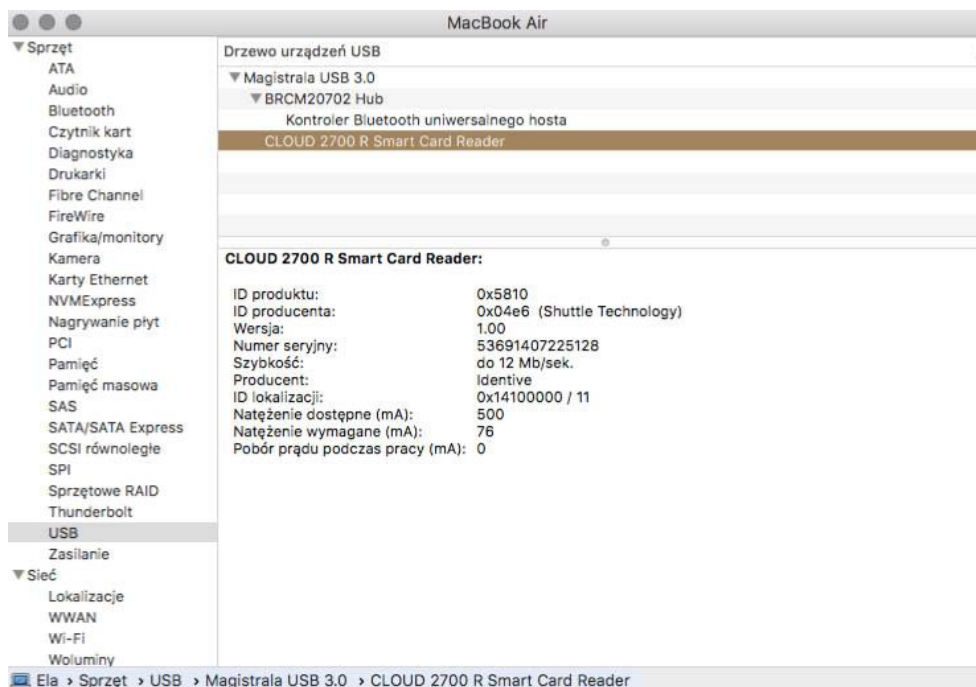 MacBook Air
Sprzęt
ATA
Audio
Bluetooth
Czytnik kart
Diagnostyka
Drukarki
Fibre Channel
FireWire
Grafika/monitory
Kamera
Karty Ethernet
NVMExpress
Nagrywanie płyt
PCI
Pamięć
Pamięć masowa
SAS
SATA/SATA Express
SCSI równoległe
SPI
Sprzętowe RAID
Thunderbolt
USB
Zasilanie
Sieć
Lokalizacje
WWAN
Wi-Fi
Woluminy
Drzewo urządzeń USB
Magistrala USB 3.0
BRCM20702 Hub
Kontroler Bluetooth uniwersalnego hosta
CLOUD 2700 R Smart Card Reader
CLOUD 2700 R Smart Card Reader:
ID produktu: 0x5810
ID producenta: 0x04e6 (Shuttle Technology)
Wersja: 1.00
Numer seryjny: 53691407225128
Szybkość: do 12 Mb/sek.
Producent: Identive
ID lokalizacji: 0x14100000 / 11
Natężenie dostępne (mA): 500
Natężenie wymagane (mA): 76
Pobór prądu podczas pracy (mA): 0
Ela › Sprzęt › USB › Magistrala USB 3.0 › CLOUD 2700 R Smart Card Reader